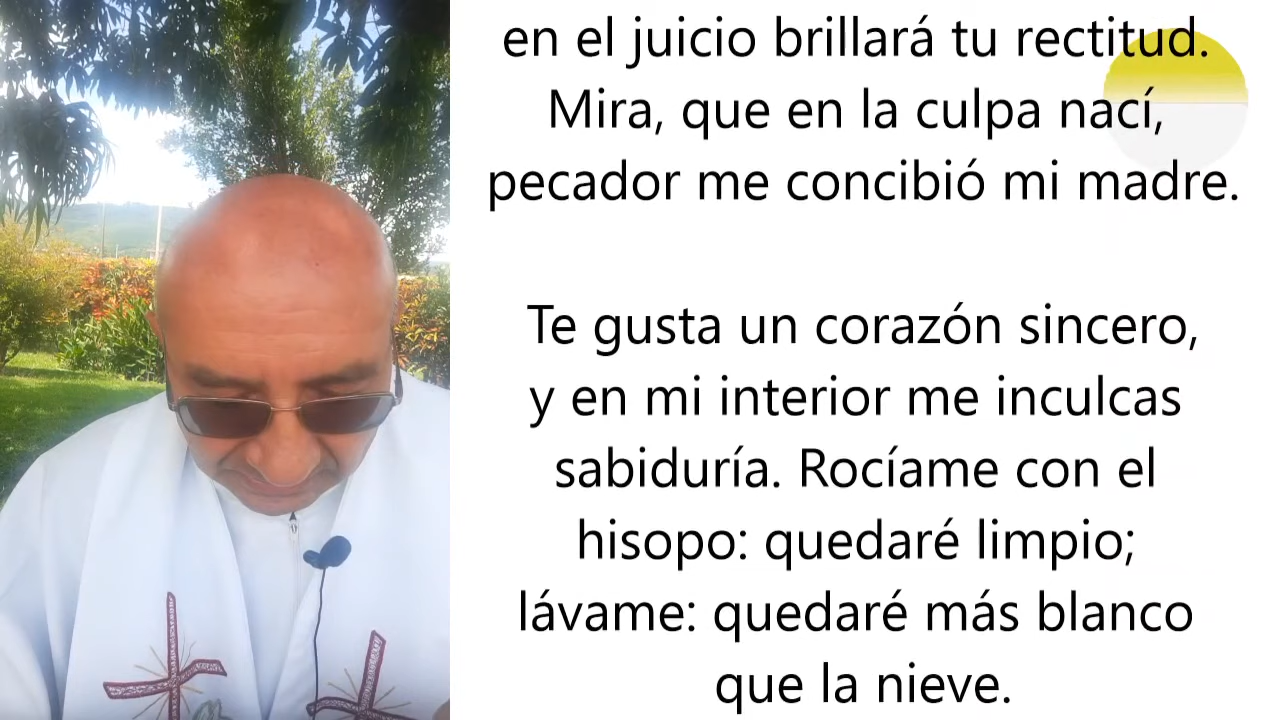 en el juicio brillará tu rectitud.
Mira, que en la culpa nací,
pecador me concibió mi madre.
Te gusta un corazón sincero,
y en mi interior me inculcas
sabiduría. Rocíame con el
hisopo: quedaré limpio;
lávame: quedaré más blanco
que la nieve.